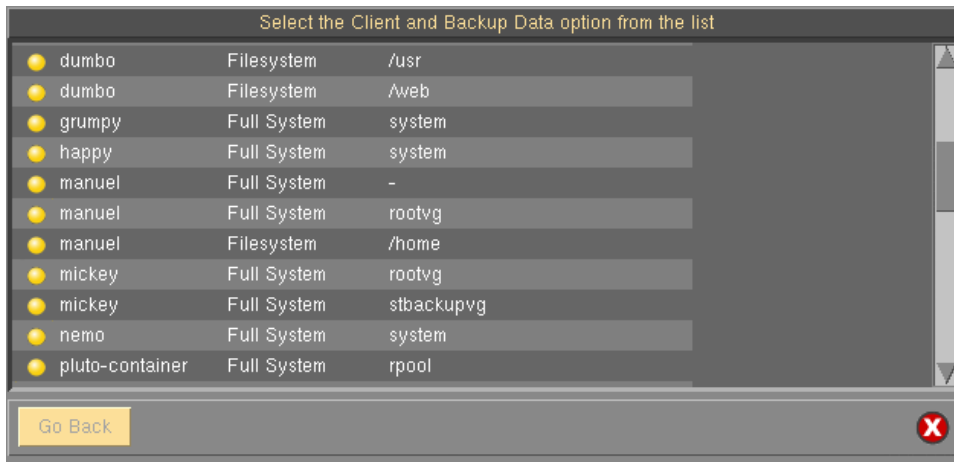 Select the Client and Backup Data option from the list
dumbo Filesystem /usr
dumbo Filesystem /web
grumpy Full System system
happy Full System system
manuel Full System -
manuel Full System rootvg
manuel Filesystem /home
mickey Full System rootvg
mickey Full System stbackupvg
nemo Full System system
pluto-container Full System rpool
Go Back
X